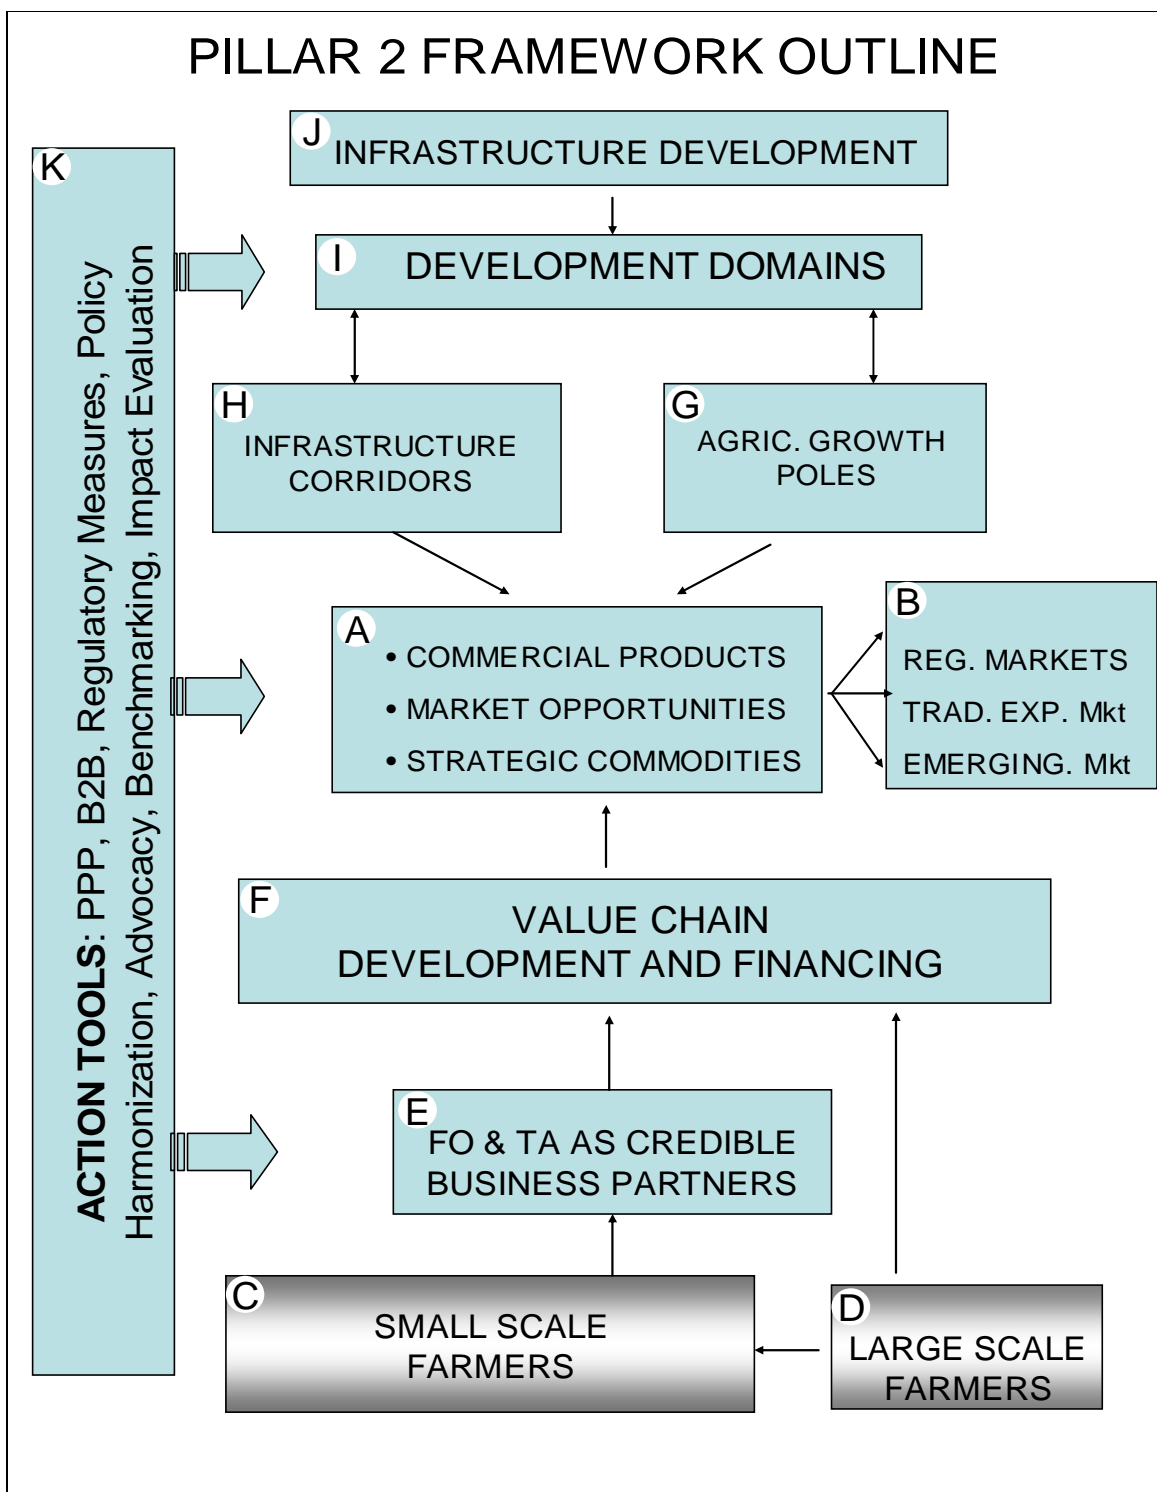 PILLAR 2 FRAMEWORK OUTLINE
J
INFRASTRUCTURE DEVELOPMENT
K
ACTION TOOLS: PPP, B2B, Regulatory Measures, Policy
Harmonization, Advocacy, Benchmarking, Impact Evaluation
I
DEVELOPMENT DOMAINS
H
INFRASTRUCTURE
CORRIDORS
G
AGRIC. GROWTH
POLES
A
• COMMERCIAL PRODUCTS
• MARKET OPPORTUNITIES
• STRATEGIC COMMODITIES
B
REG. MARKETS
TRAD. EXP. Mkt
EMERGING. Mkt
F
VALUE CHAIN
DEVELOPMENT AND FINANCING
E
FO & TA AS CREDIBLE
BUSINESS PARTNERS
C
SMALL SCALE
FARMERS
D
LARGE SCALE
FARMERS